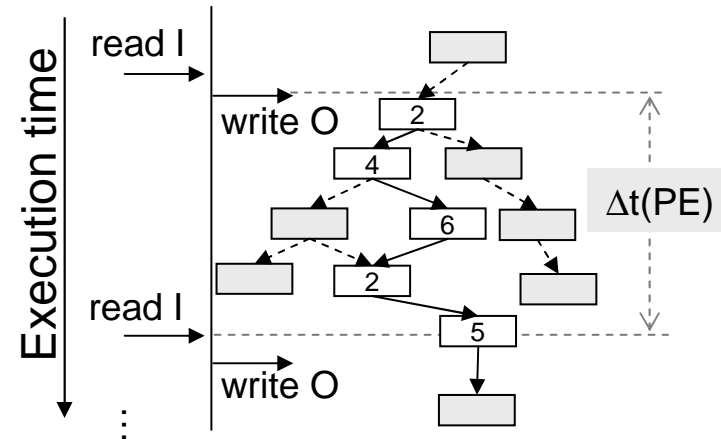 Execution time
read I
write O
2
4
6
2
5
Δt(PE)
read I
write O
...